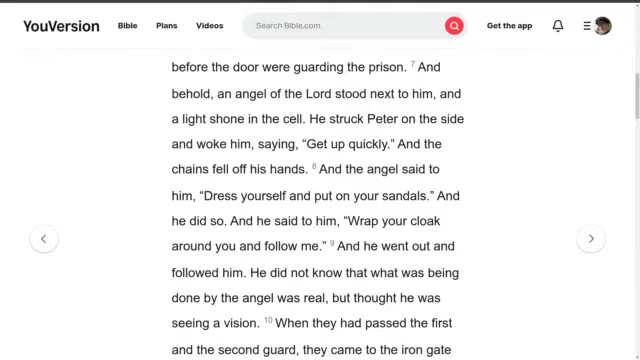 YouVersion Bible Plans Videos Search Bible.com Get the app
before the door were guarding the prison. 7 And
behold, an angel of the Lord stood next to him, and
a light shone in the cell. He struck Peter on the side
and woke him, saying, “Get up quickly.” And the
chains fell off his hands. 8 And the angel said to
him, “Dress yourself and put on your sandals.” And
he did so. And he said to him, “Wrap your cloak
around you and follow me.” 9 And he went out and
followed him. He did not know that what was being
done by the angel was real, but thought he was
seeing a vision. 10 When they had passed the first
and the second guard, they came to the iron gate